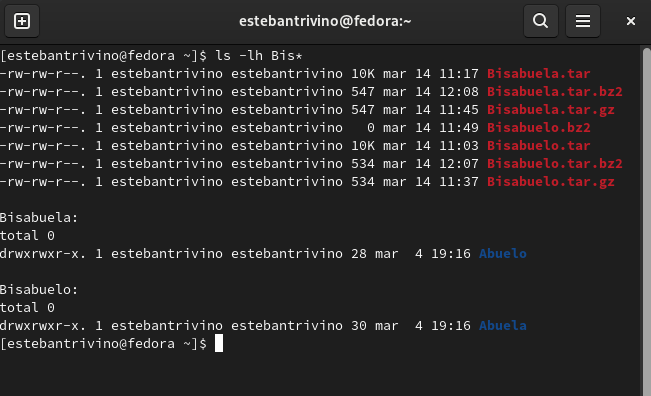 estebantrivino@fedora:~
[estebantrivino@fedora ~]$ ls -lh Bis*
-rw-rw-r--. 1 estebantrivino estebantrivino 10K mar 14 11:17 Bisabuela.tar
-rw-rw-r--. 1 estebantrivino estebantrivino 547 mar 14 12:08 Bisabuela.tar.bz2
-rw-rw-r--. 1 estebantrivino estebantrivino 547 mar 14 11:45 Bisabuela.tar.gz
-rw-rw-r--. 1 estebantrivino estebantrivino   0 mar 14 11:49 Bisabuelo.bz2
-rw-rw-r--. 1 estebantrivino estebantrivino 10K mar 14 11:03 Bisabuelo.tar
-rw-rw-r--. 1 estebantrivino estebantrivino 534 mar 14 12:07 Bisabuelo.tar.bz2
-rw-rw-r--. 1 estebantrivino estebantrivino 534 mar 14 11:37 Bisabuelo.tar.gz
Bisabuela:
total 0
drwxrwxr-x. 1 estebantrivino estebantrivino 28 mar  4 19:16 Abuelo
Bisabuelo:
total 0
drwxrwxr-x. 1 estebantrivino estebantrivino 30 mar  4 19:16 Abuela
[estebantrivino@fedora ~]$